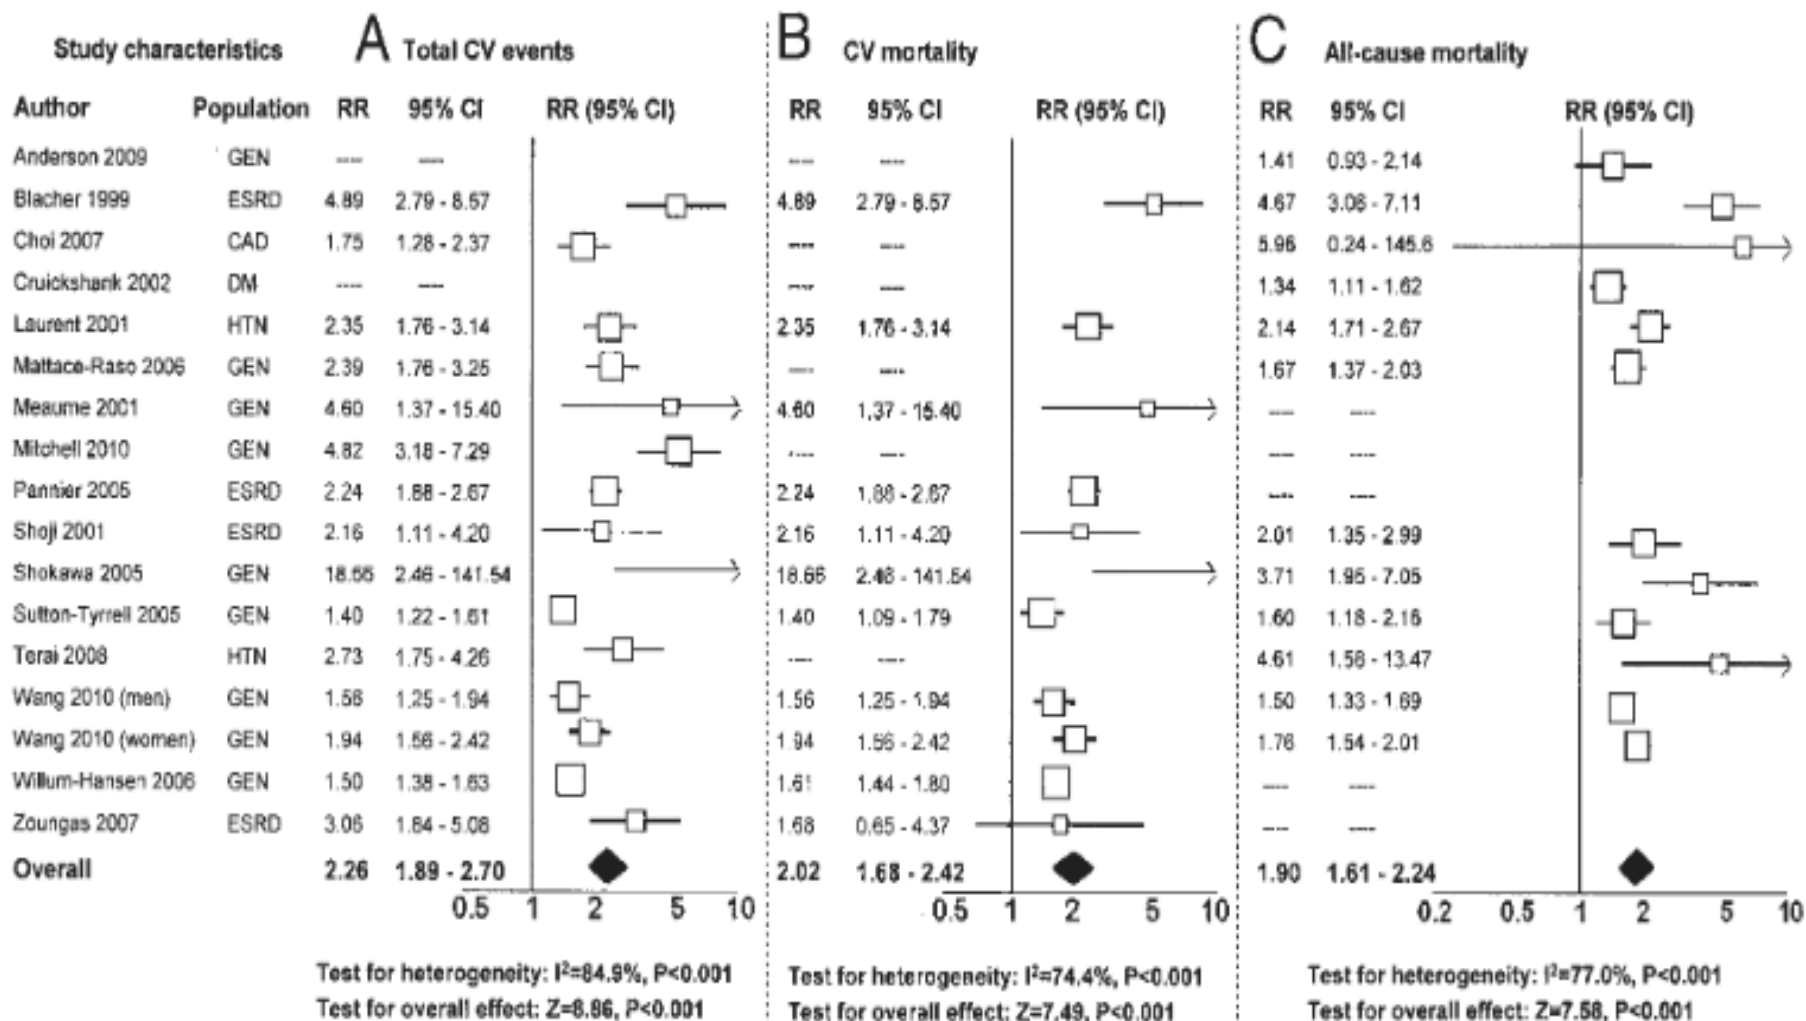 Study characteristics A Total CV events B CV mortality C All-cause mortality
Author Population RR 95% CI RR (95% CI) RR 95% CI RR (95% CI) RR 95% CI RR (95% CI)
Anderson 2009 GEN ---- ---- ---- ---- 1.41 0.93 - 2.14
Blacher 1999 ESRD 4.89 2.79 - 8.57 4.89 2.79 - 8.57 4.67 3.06 - 7.11
Choi 2007 CAD 1.75 1.28 - 2.37 ---- ---- 5.96 0.24 - 145.6
Cruickshank 2002 DM ---- ---- ---- ---- 1.34 1.11 - 1.62
Laurent 2001 HTN 2.35 1.76 - 3.14 2.35 1.76 - 3.14 2.14 1.71 - 2.67
Mattace-Raso 2006 GEN 2.39 1.76 - 3.25 ---- ---- 1.67 1.37 - 2.03
Meaume 2001 GEN 4.60 1.37 - 15.40 4.60 1.37 - 15.40 ---- ----
Mitchell 2010 GEN 4.82 3.18 - 7.29 ---- ---- ---- ----
Pannier 2005 ESRD 2.24 1.88 - 2.67 2.24 1.88 - 2.67 ---- ----
Shoji 2001 ESRD 2.16 1.11 - 4.20 2.16 1.11 - 4.20 2.01 1.35 - 2.99
Shokawa 2005 GEN 18.66 2.46 - 141.54 18.66 2.46 - 141.54 3.71 1.95 - 7.05
Sutton-Tyrrell 2005 GEN 1.40 1.22 - 1.61 1.40 1.09 - 1.79 1.60 1.18 - 2.16
Terai 2008 HTN 2.73 1.75 - 4.26 ---- ---- 4.61 1.58 - 13.47
Wang 2010 (men) GEN 1.56 1.25 - 1.94 1.56 1.25 - 1.94 1.50 1.33 - 1.69
Wang 2010 (women) GEN 1.94 1.56 - 2.42 1.94 1.56 - 2.42 1.76 1.54 - 2.01
Willum-Hansen 2006 GEN 1.50 1.38 - 1.63 1.61 1.44 - 1.80 ---- ----
Zoungas 2007 ESRD 3.06 1.84 - 5.08 1.68 0.65 - 4.37 ---- ----
Overall 2.26 1.89 - 2.70 2.02 1.68 - 2.42 1.90 1.61 - 2.24
0.5 1 2 5 10 0.5 1 2 5 10 0.2 0.5 1 2 5 10
Test for heterogeneity: I²=84.9%, P<0.001 Test for heterogeneity: I²=74.4%, P<0.001 Test for heterogeneity: I²=77.0%, P<0.001
Test for overall effect: Z=8.86, P<0.001 Test for overall effect: Z=7.49, P<0.001 Test for overall effect: Z=7.58, P<0.001